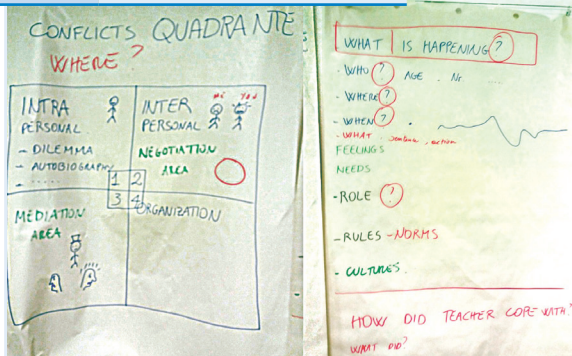 CONFLICTS QUADRANTE
WHERE?
INTRA
PERSONAL
- DILEMMA
- AUTOBIOGRAPHY
- ......
INTER
PERSONAL
ME YOU
NEGOTIATION
AREA
1 2
3 4
MEDIATION
AREA
ORGANIZATION
WHAT IS HAPPENING?
- WHO? AGE . Nr ....
- WHERE?
- WHEN?
- WHAT - sentence . action
FEELINGS
NEEDS
- ROLE ?
- RULES - NORMS
- CULTURES.
HOW DID TEACHER COPE WITH?
WHAT DID?